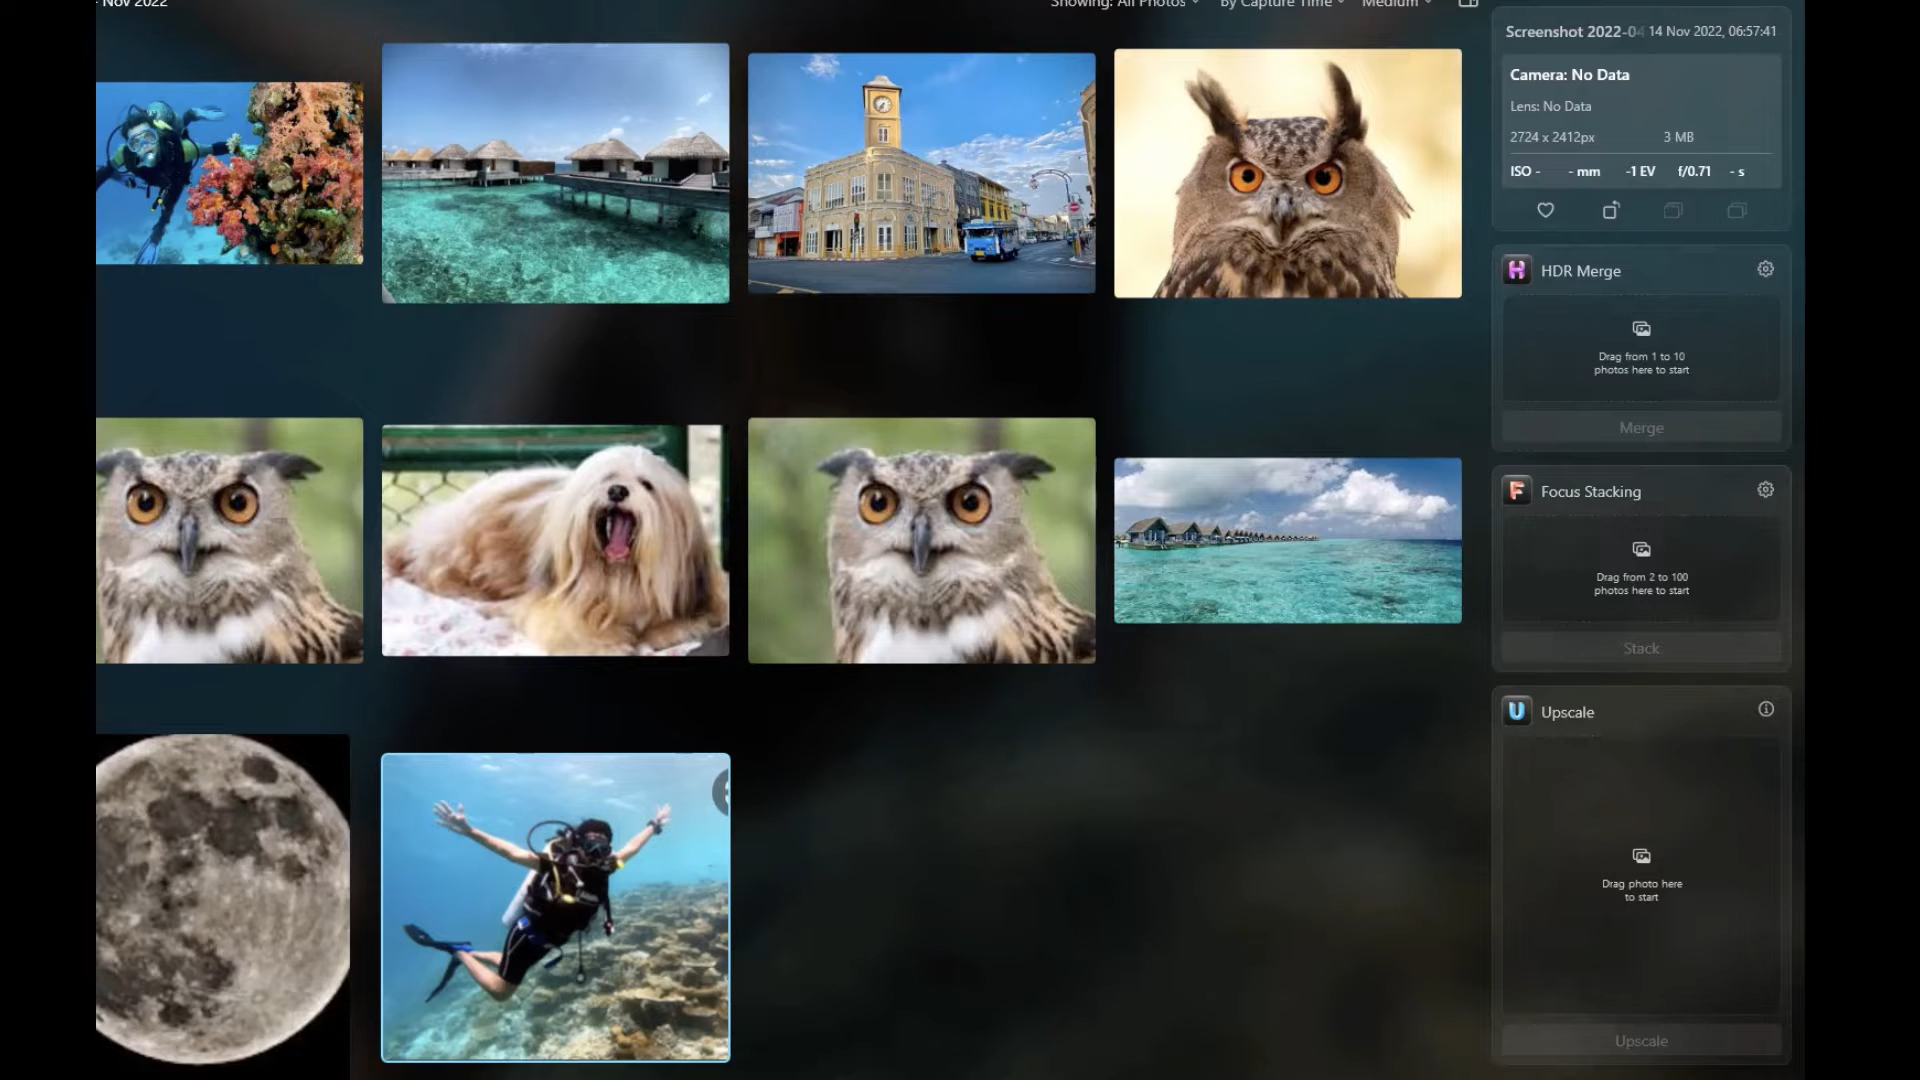 - Nov 2022
Showing: All Photos
By Capture Time
Medium
Screenshot 2022-04
14 Nov 2022, 06:57:41
Camera: No Data
Lens: No Data
2724 x 2412px
3 MB
ISO - - mm -1 EV f/0.71 - s
HDR Merge
Drag from 1 to 10
photos here to start
Merge
Focus Stacking
Drag from 2 to 100
photos here to start
Stack
Upscale
Drag photo here
to start
Upscale